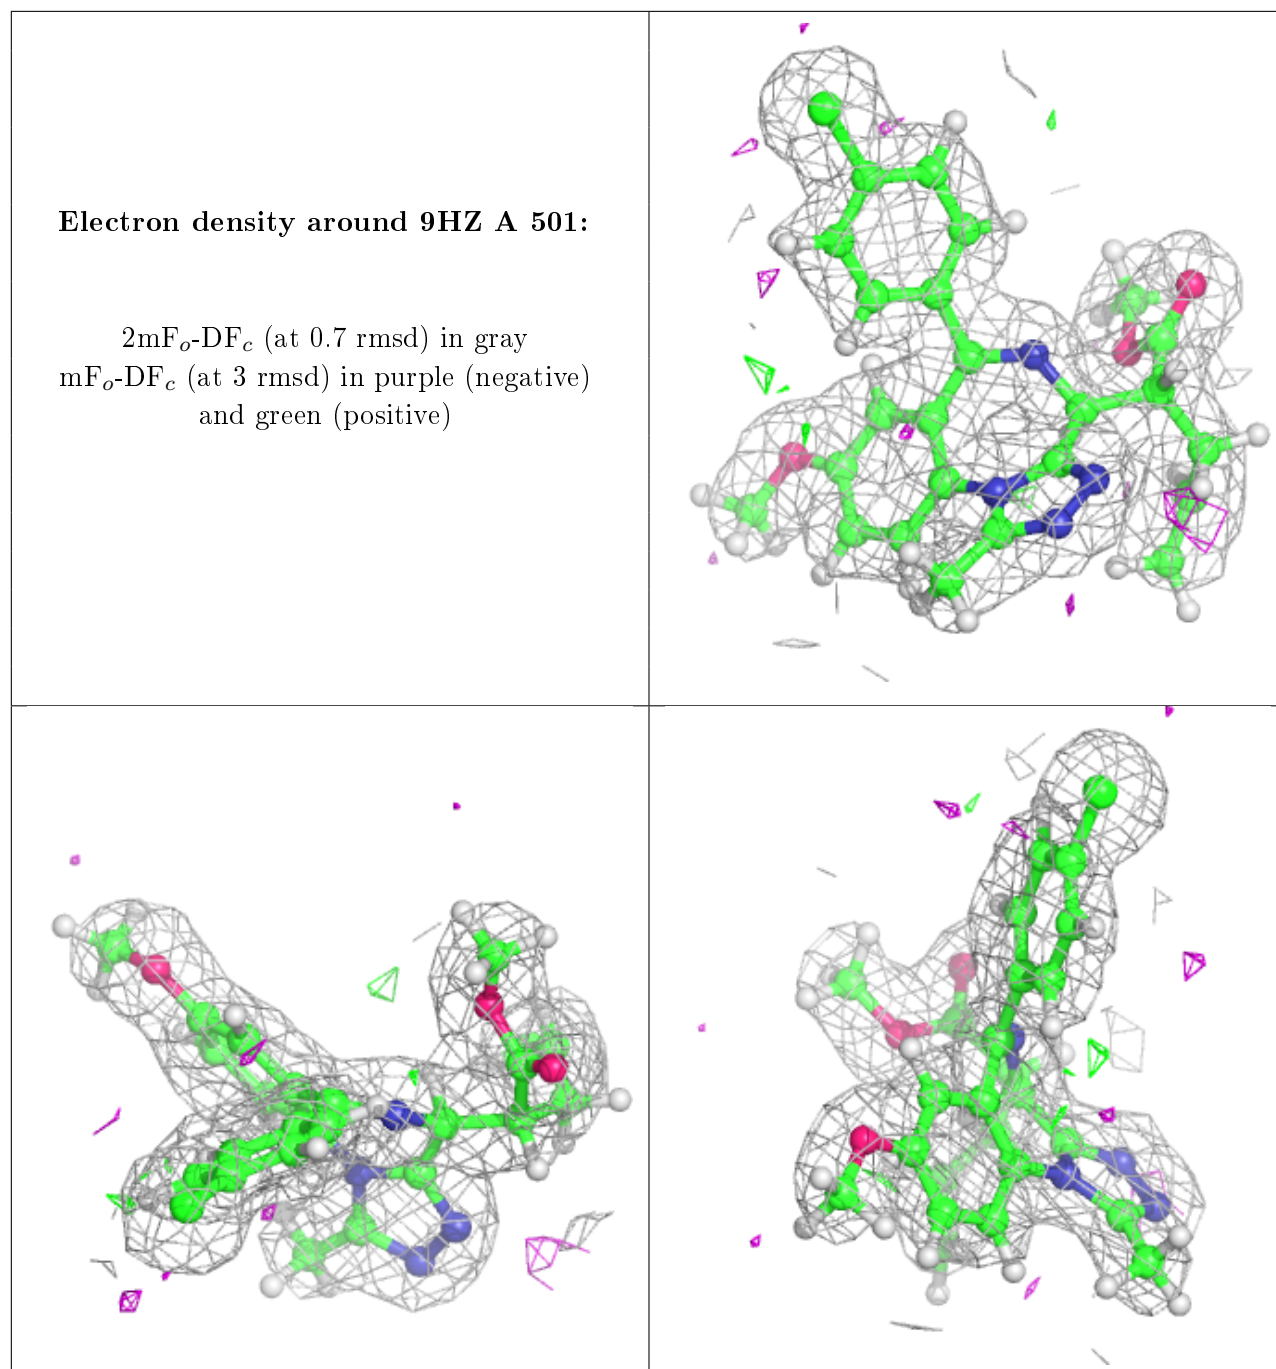 Electron density around 9HZ A 501:
2mFo-DFc (at 0.7 rmsd) in gray
mFo-DFc (at 3 rmsd) in purple (negative)
and green (positive)